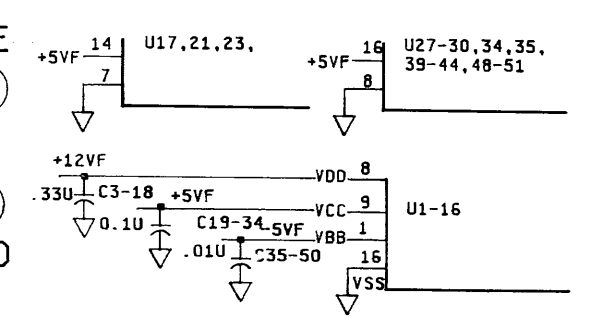 14 U17,21,23,
+5VF
7
16 U27-30,34,35,
+5VF 39-44,48-51
8
+12VF
VDD 8
.33U C3-18 +5VF
VCC 9 U1-16
0.1U C19-34 -5VF VBB 1
.01U C35-50
16
VSS